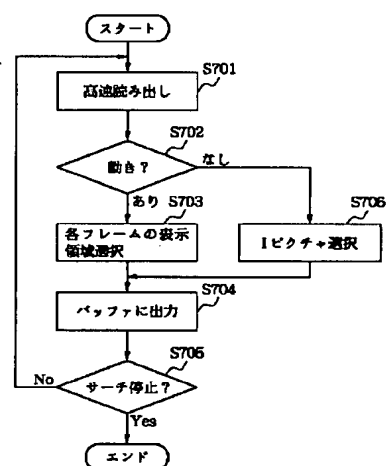 スタート
S701
高速読み出し
S702
動き？
なし
あり
S703
各フレームの表示
領域選択
S706
Iピクチャ選択
S704
バッファに出力
S705
サーチ停止？
No
Yes
エンド